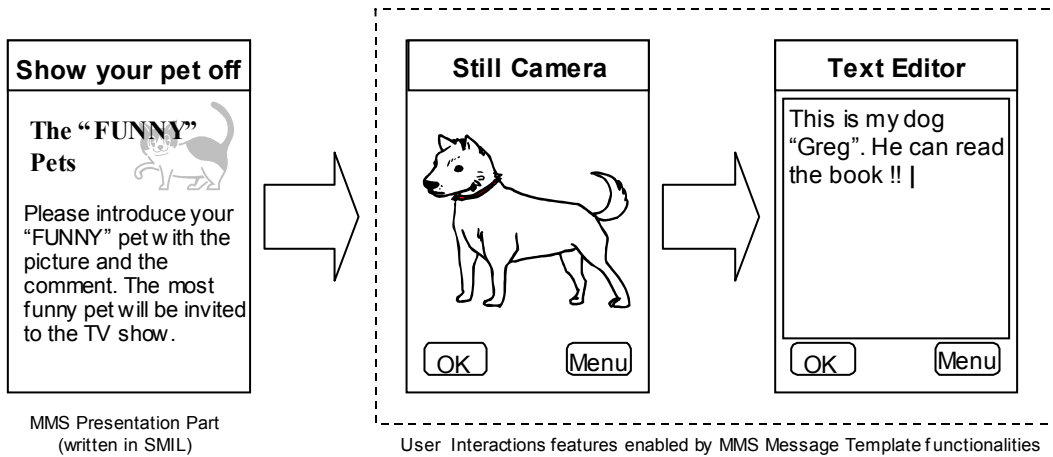 Show your pet off
The “FUNNY”
Pets
Please introduce your
“FUNNY” pet with the
picture and the
comment. The most
funny pet will be invited
to the TV show.
MMS Presentation Part
(written in SMIL)
Still Camera
OK
Menu
Text Editor
This is my dog
“Greg”. He can read
the book !! |
OK
Menu
User Interactions features enabled by MMS Message Template functionalities